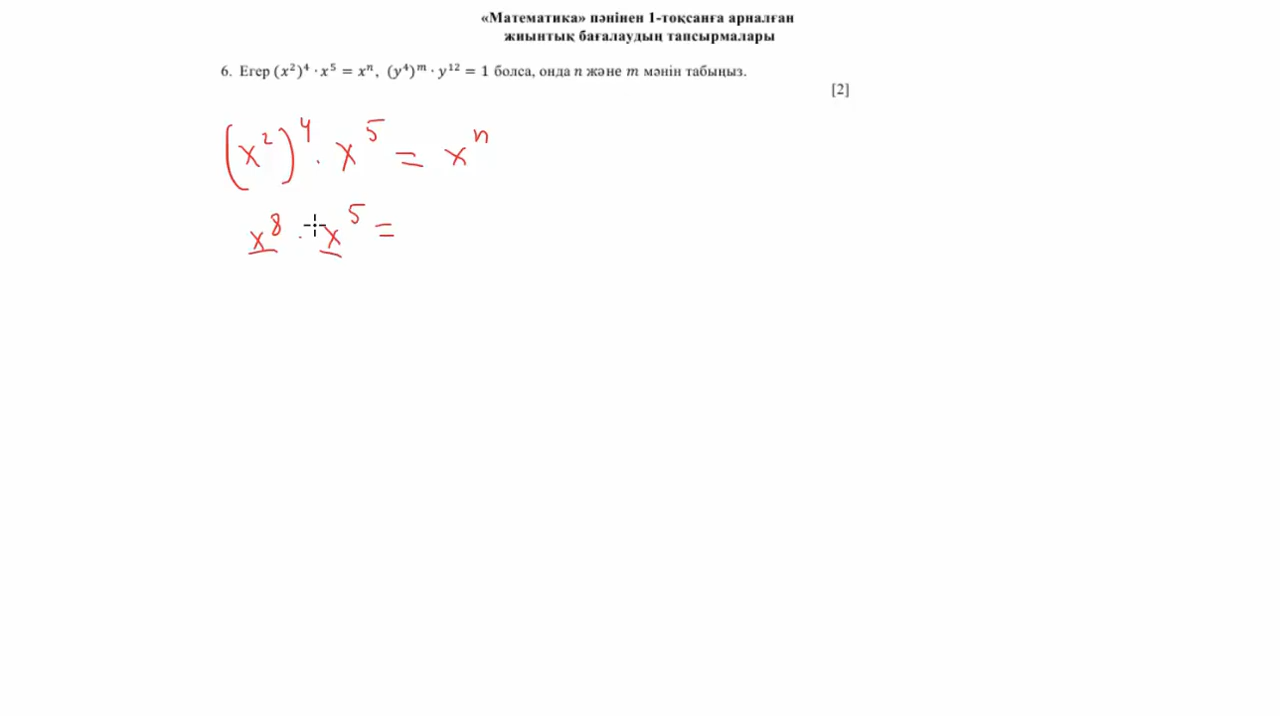 «Математика» пәнінен 1-тоқсанға арналған
жиынтық бағалаудың тапсырмалары
6. Егер (x²)⁴ · x⁵ = xⁿ, (y⁴)ᵐ · y¹² = 1 болса, онда n және m мәнін табыңыз.
[2]
(x²)⁴ · x⁵ = xⁿ
x⁸ · x⁵ =